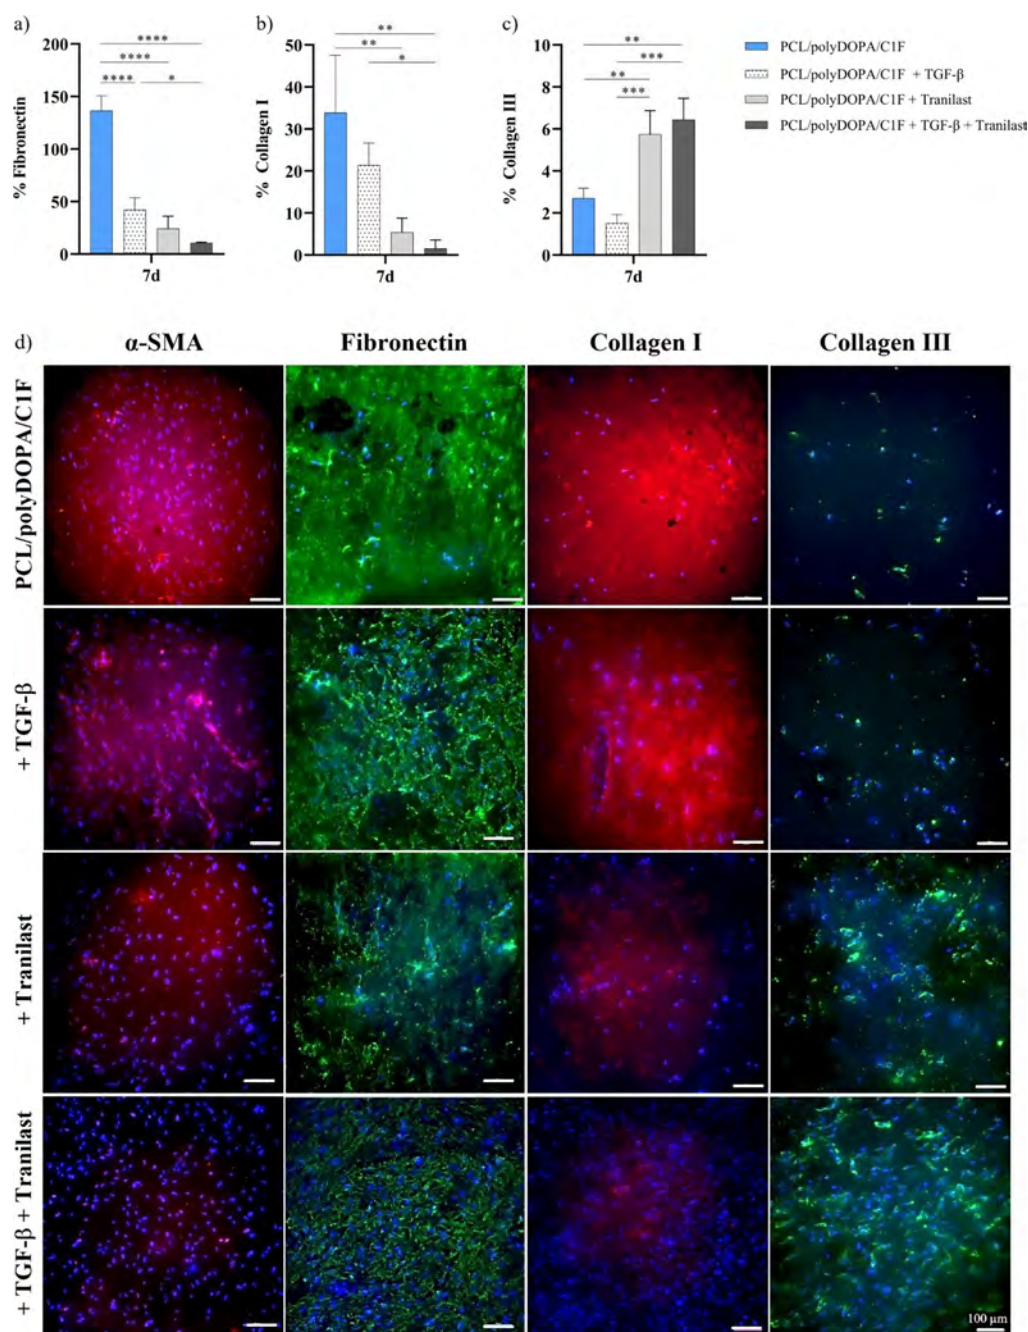 a)
b)
c)
% Fibronectin
200
150
100
50
0
7d
****
****
****
*
% Collagen I
50
40
30
20
10
0
7d
**
**
*
% Collagen III
10
8
6
4
2
0
7d
**
***
**
***
PCL/polyDOPA/C1F
PCL/polyDOPA/C1F + TGF-β
PCL/polyDOPA/C1F + Tranilast
PCL/polyDOPA/C1F + TGF-β + Tranilast
d)
α-SMA
Fibronectin
Collagen I
Collagen III
PCL/polyDOPA/C1F
+ TGF-β
+ Tranilast
+ TGF-β + Tranilast
100 µm